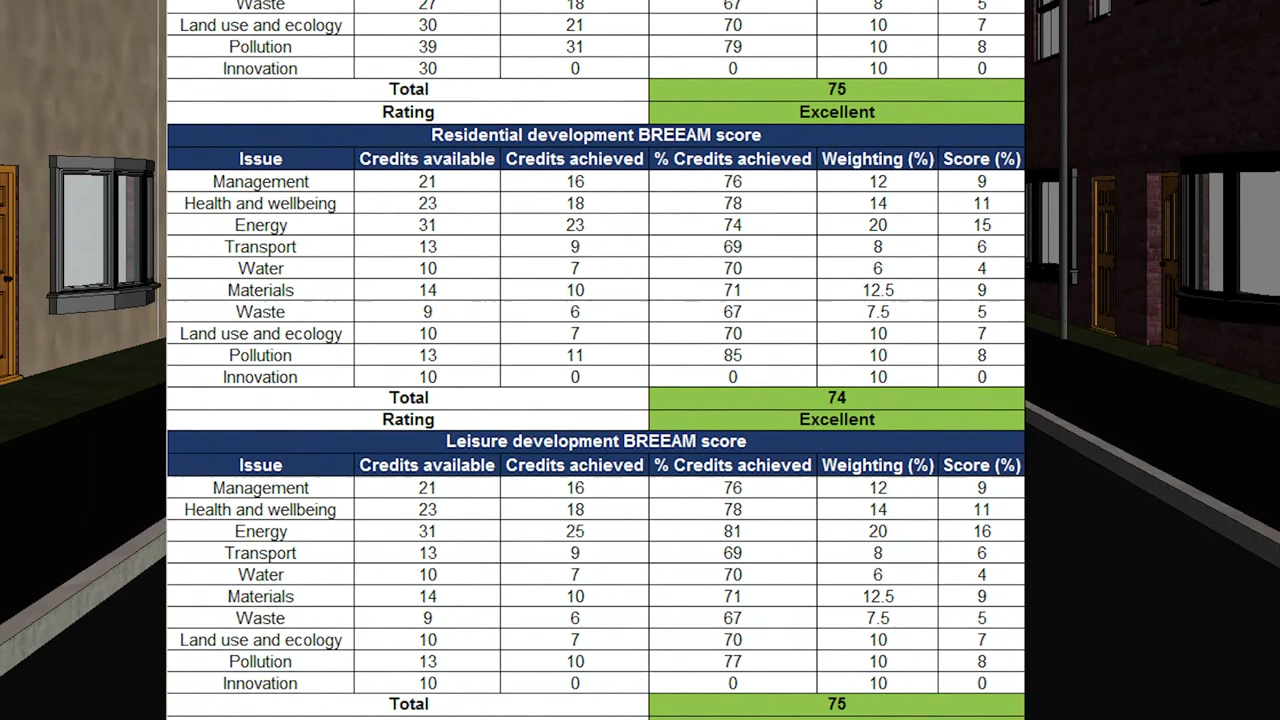 Waste 27 18 67 8 5
Land use and ecology 30 21 70 10 7
Pollution 39 31 79 10 8
Innovation 30 0 0 10 0
Total 75
Rating Excellent
Residential development BREEAM score
Issue Credits available Credits achieved % Credits achieved Weighting (%) Score (%)
Management 21 16 76 12 9
Health and wellbeing 23 18 78 14 11
Energy 31 23 74 20 15
Transport 13 9 69 8 6
Water 10 7 70 6 4
Materials 14 10 71 12.5 9
Waste 9 6 67 7.5 5
Land use and ecology 10 7 70 10 7
Pollution 13 11 85 10 8
Innovation 10 0 0 10 0
Total 74
Rating Excellent
Leisure development BREEAM score
Issue Credits available Credits achieved % Credits achieved Weighting (%) Score (%)
Management 21 16 76 12 9
Health and wellbeing 23 18 78 14 11
Energy 31 25 81 20 16
Transport 13 9 69 8 6
Water 10 7 70 6 4
Materials 14 10 71 12.5 9
Waste 9 6 67 7.5 5
Land use and ecology 10 7 70 10 7
Pollution 13 10 77 10 8
Innovation 10 0 0 10 0
Total 75